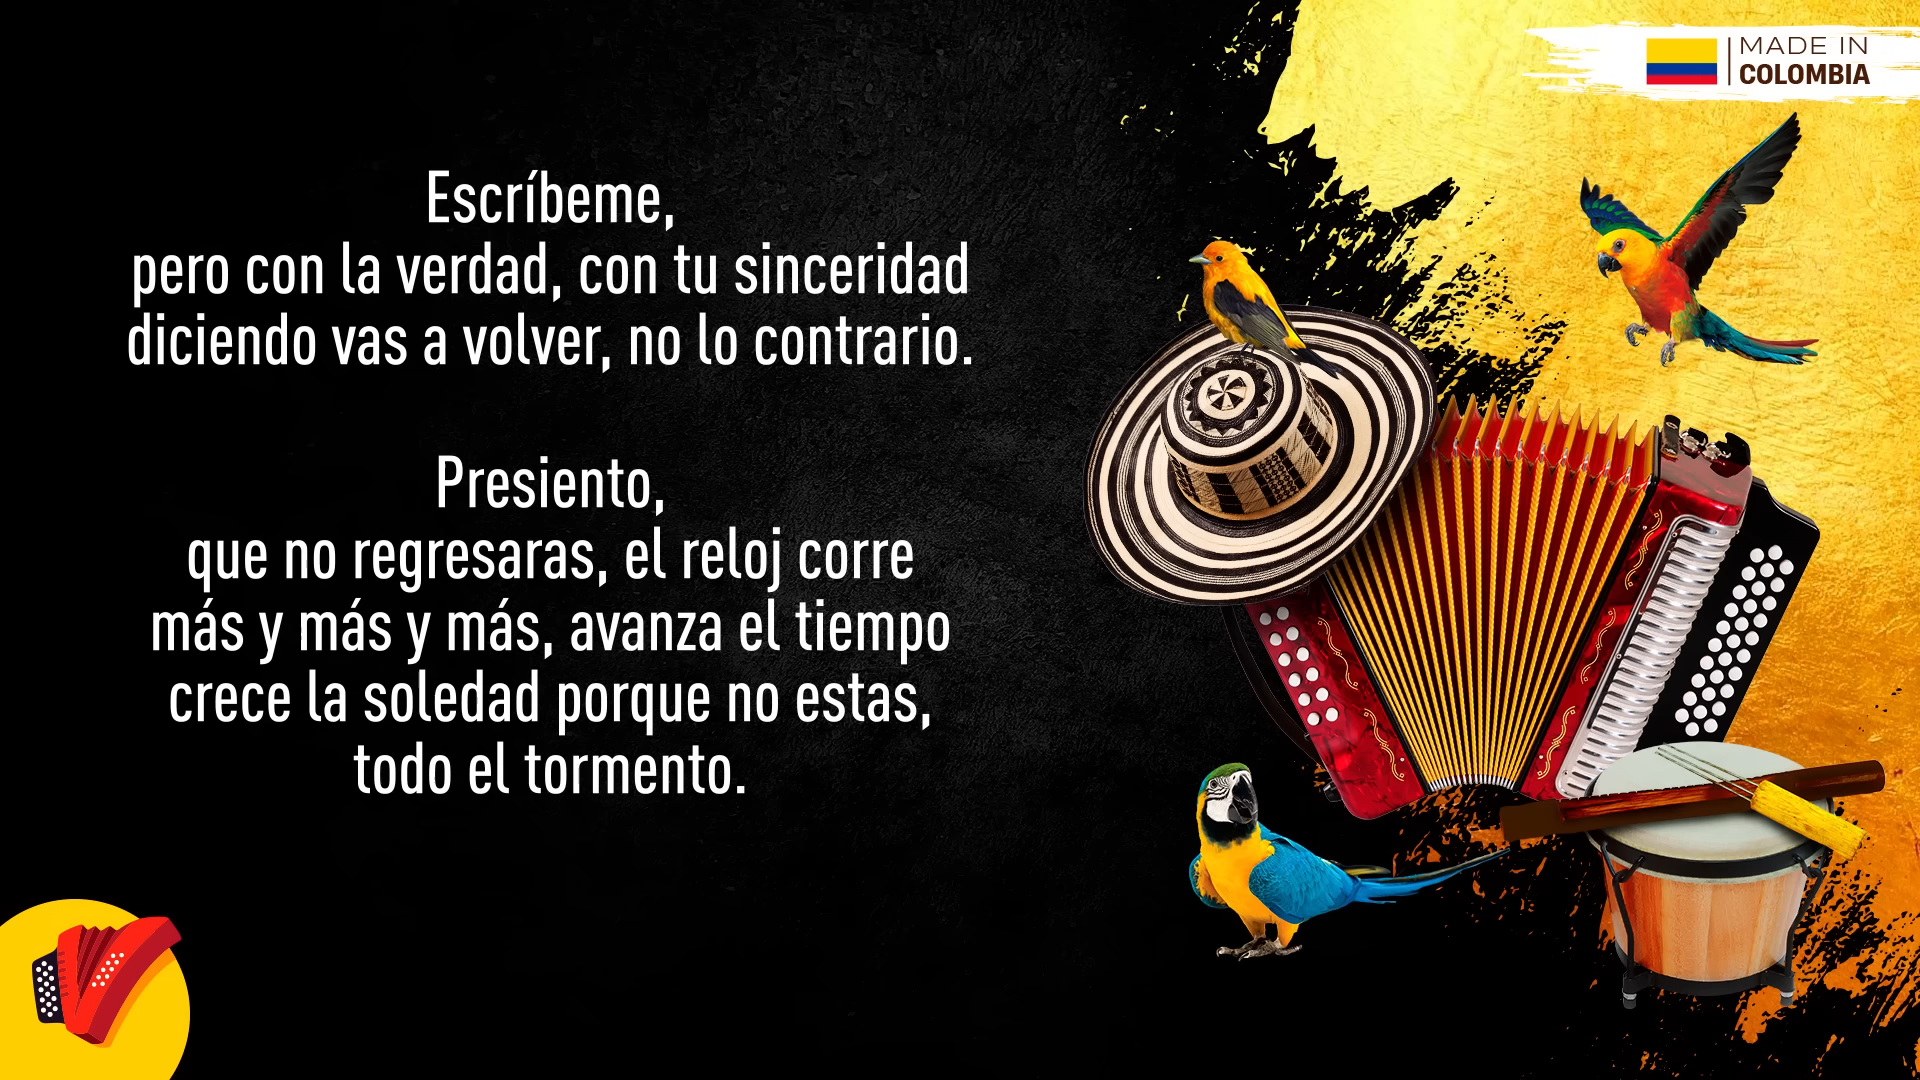 MADE IN
COLOMBIA
Escríbeme,
pero con la verdad, con tu sinceridad
diciendo vas a volver, no lo contrario.
Presiento,
que no regresaras, el reloj corre
más y más y más, avanza el tiempo
crece la soledad porque no estas,
todo el tormento.